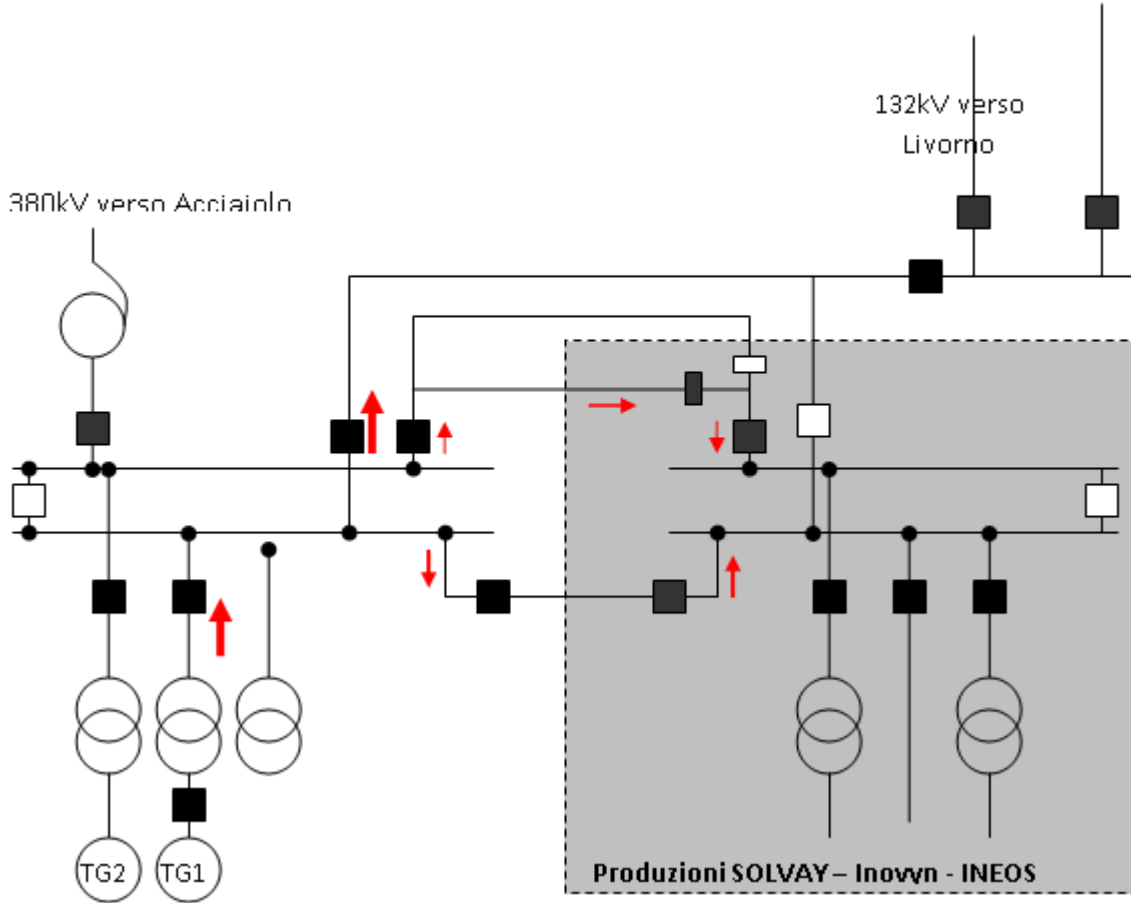 132kV verso
Livorno
380kV verso Acciaiolo
TG2
TG1
Produzioni SOLVAY – Inovyn - INEOS